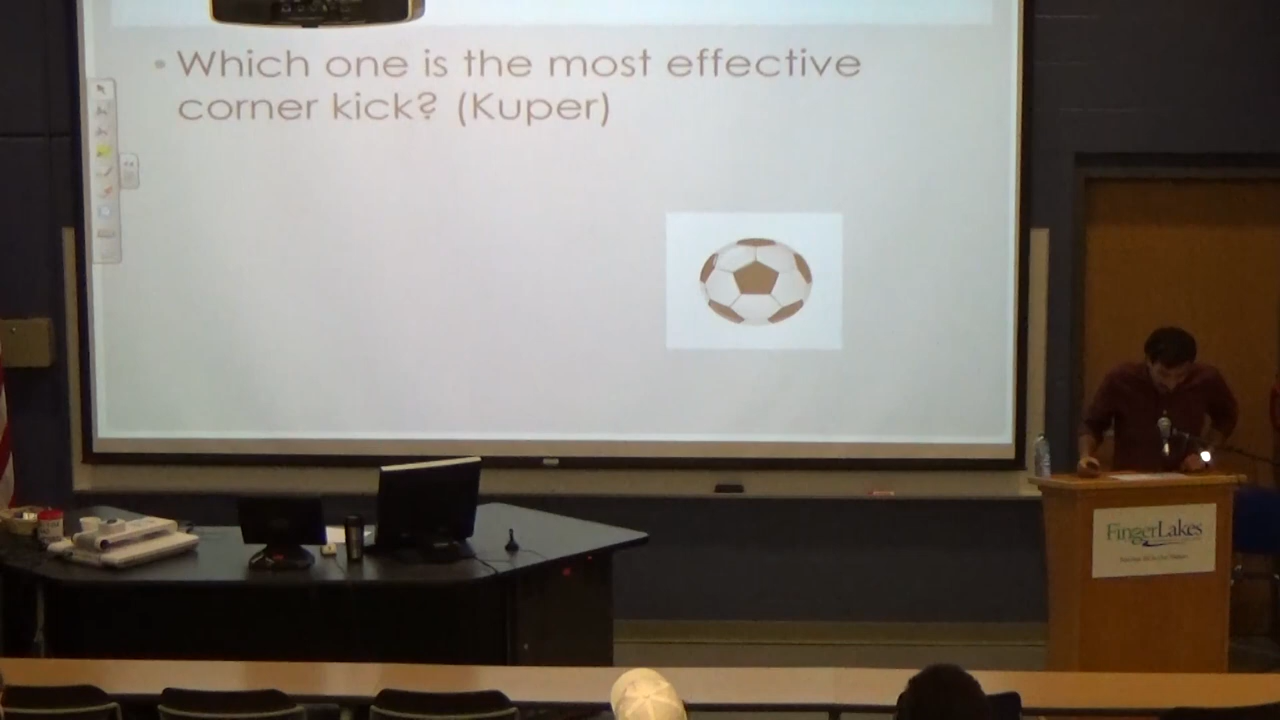 • Which one is the most effective
corner kick? (Kuper)
FingerLakes